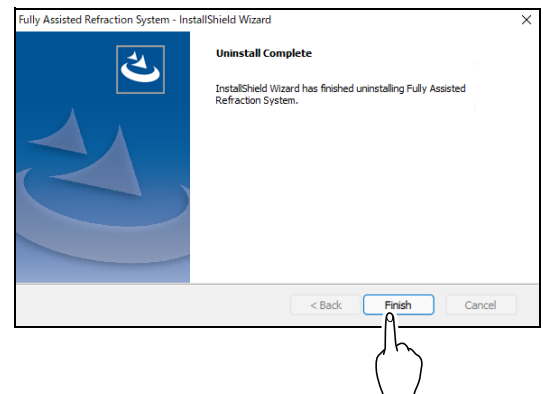 Fully Assisted Refraction System - InstallShield Wizard
Uninstall Complete
InstallShield Wizard has finished uninstalling Fully Assisted
Refraction System.
< Back Finish Cancel